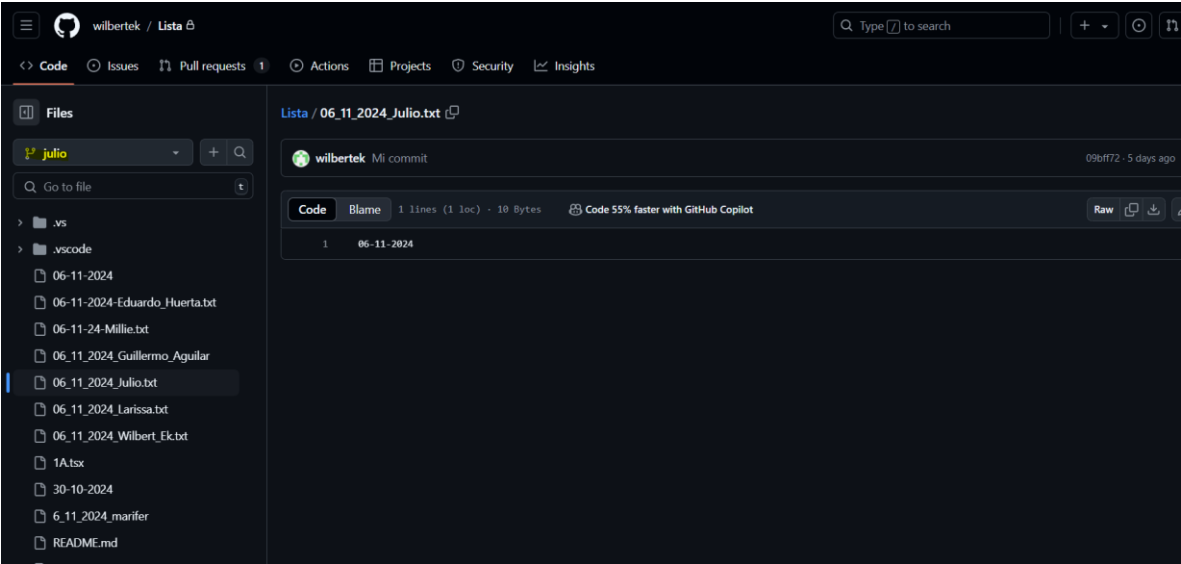 wilbertek / Lista
Type / to search
Code Issues Pull requests 1 Actions Projects Security Insights
Files
julio
Go to file t
.vs
.vscode
06-11-2024
06-11-2024-Eduardo_Huerta.txt
06-11-24-Millie.txt
06_11_2024_Guillermo_Aguilar
06_11_2024_Julio.txt
06_11_2024_Larissa.txt
06_11_2024_Wilbert_Ek.txt
1A.tsx
30-10-2024
6_11_2024_marifer
README.md
Lista / 06_11_2024_Julio.txt
wilbertek Mi commit 09bff72 · 5 days ago
Code Blame 1 lines (1 loc) · 10 Bytes Code 55% faster with GitHub Copilot Raw
1 06-11-2024